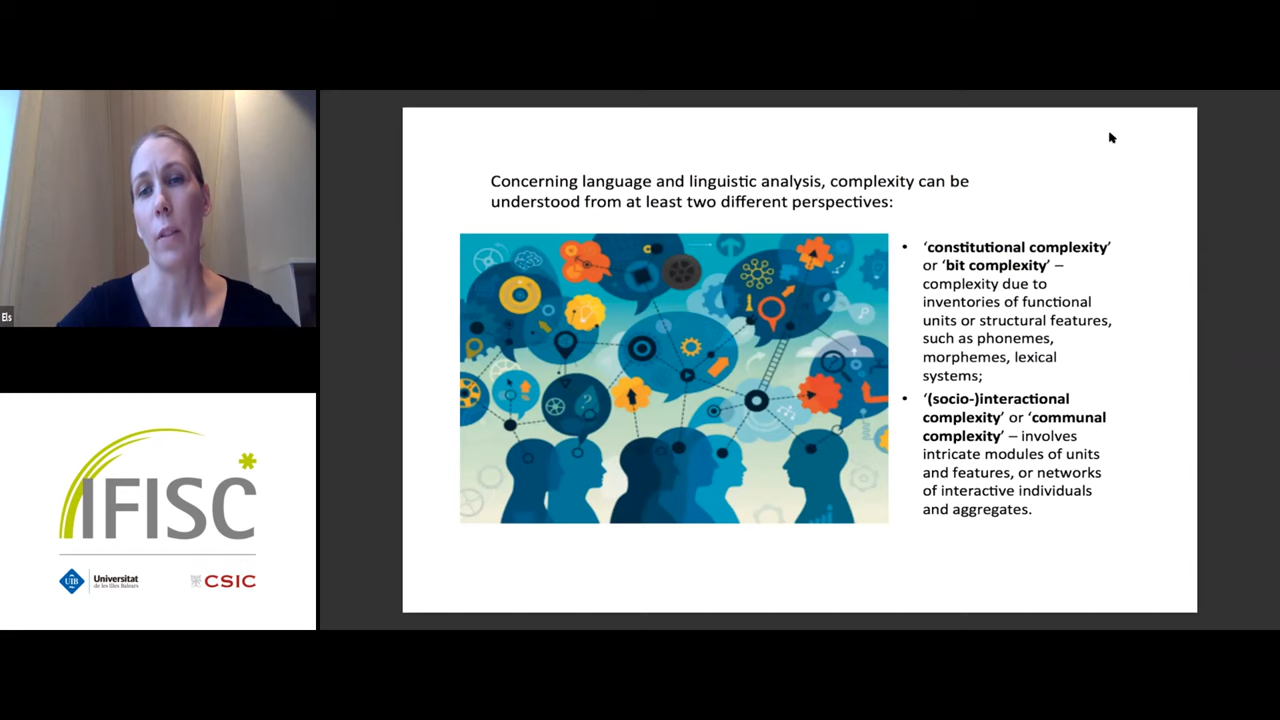 Concerning language and linguistic analysis, complexity can be
understood from at least two different perspectives:
• ‘constitutional complexity’
or ‘bit complexity’ –
complexity due to
inventories of functional
units or structural features,
such as phonemes,
morphemes, lexical
systems;
• ‘(socio-)interactional
complexity’ or ‘communal
complexity’ – involves
intricate modules of units
and features, or networks
of interactive individuals
and aggregates.
Els
IFISC
UIB
Universitat
de les Illes Balears
CSIC